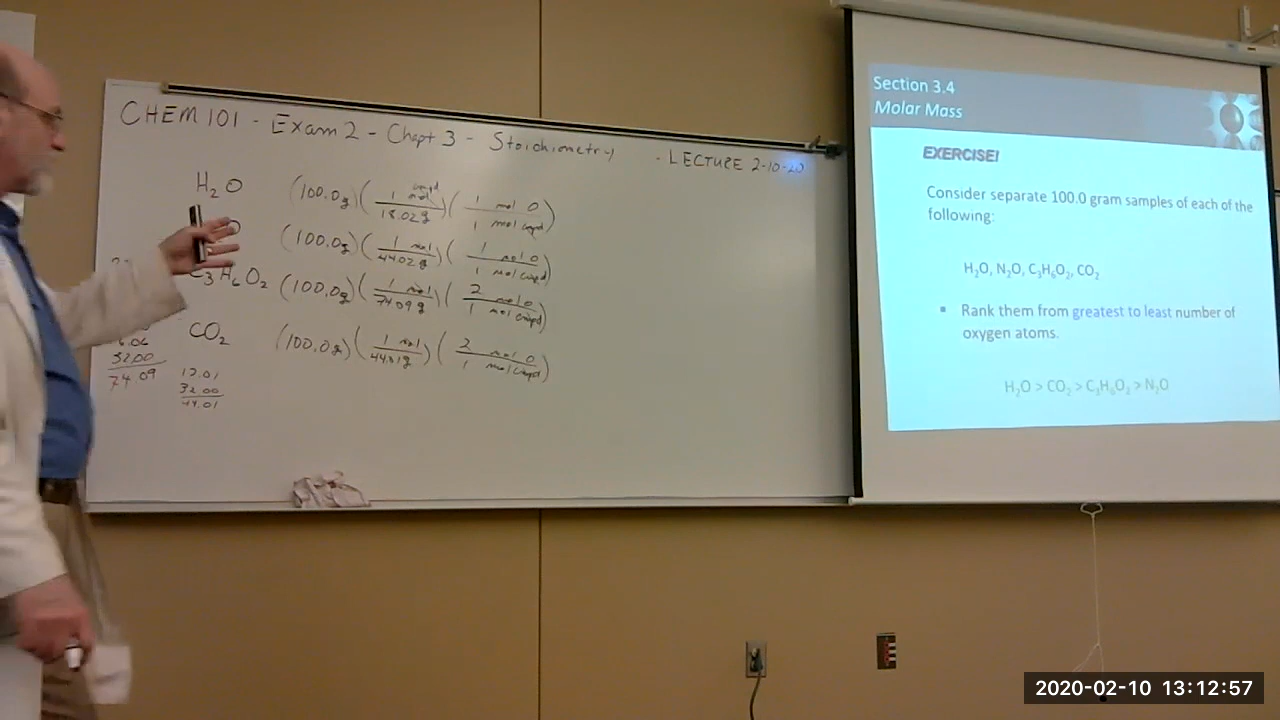 CHEM 101 - Exam 2 - Chapt 3 - Stoichiometry - LECTURE 2-10-20
H2O (100.0g)(1 mol cmpd / 18.02g)(1 mol O / 1 mol cmpd)
O (100.0g)(1 mol / 44.02g)(1 mol O / 1 mol cmpd)
C3H6O2 (100.0g)(1 mol / 74.09g)(2 mol O / 1 mol cmpd)
CO2 (100.0g)(1 mol / 44.01g)(2 mol O / 1 mol cmpd)
6.06
32.00
74.09
12.01
32.00
44.01
Section 3.4
Molar Mass
EXERCISE!
Consider separate 100.0 gram samples of each of the
following:
H2O, N2O, C3H6O2, CO2
▪ Rank them from greatest to least number of
oxygen atoms.
H2O > CO2 > C3H6O2 > N2O
2020-02-10 13:12:57